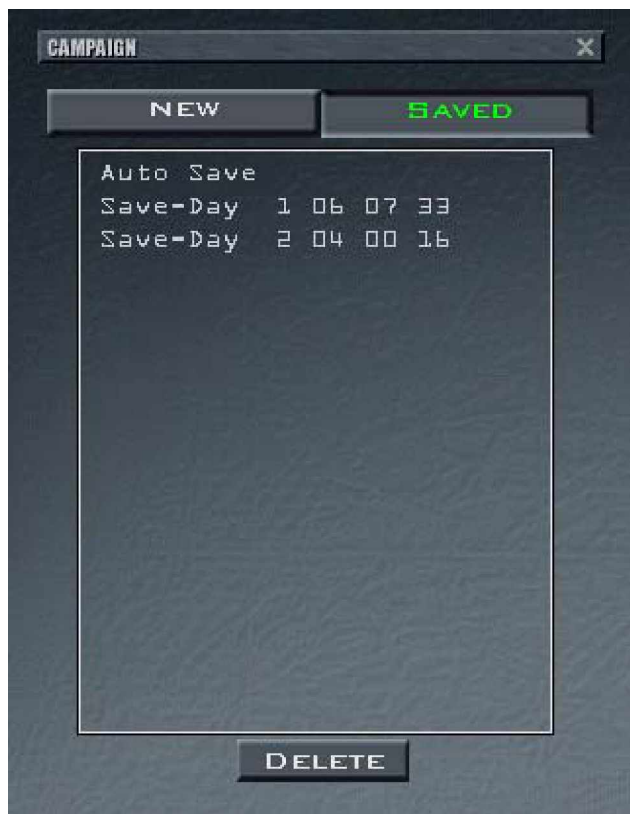 CAMPAIGN X
NEW SAVED
Auto Save
Save-Day 1 06 07 33
Save-Day 2 04 00 16
DELETE